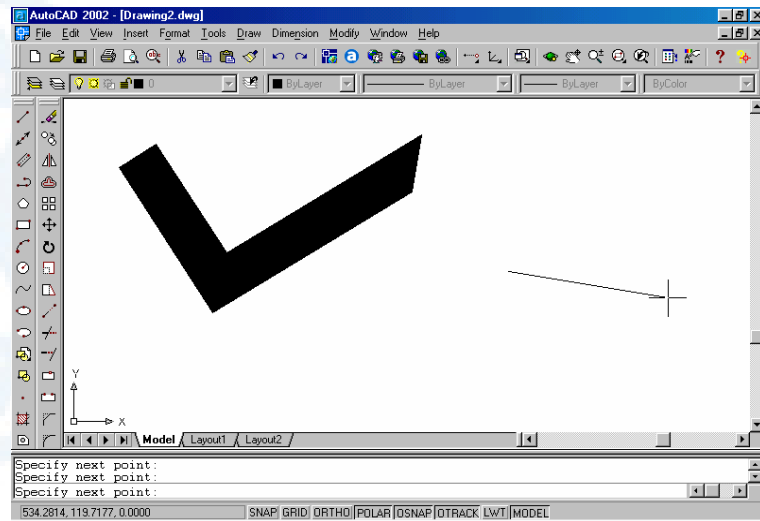 AutoCAD 2002 - [Drawing2.dwg]
File Edit View Insert Format Tools Draw Dimension Modify Window Help
0 ByLayer ByLayer ByLayer ByColor
Y
X
Model Layout1 Layout2
Specify next point:
Specify next point:
Specify next point:
534.2814, 119.7177, 0.0000 SNAP GRID ORTHO POLAR OSNAP OTRACK LWT MODEL